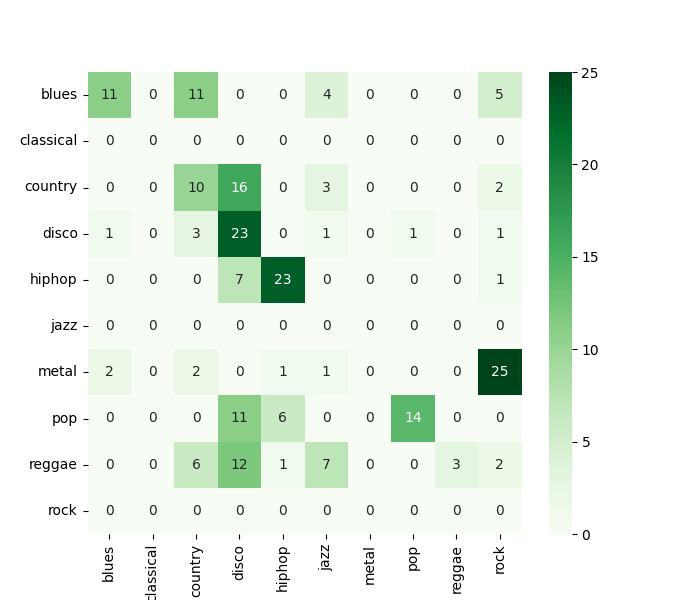 blues 11 0 11 0 0 4 0 0 0 5
classical 0 0 0 0 0 0 0 0 0 0
country 0 0 10 16 0 3 0 0 0 2
disco 1 0 3 23 0 1 0 1 0 1
hiphop 0 0 0 7 23 0 0 0 0 1
jazz 0 0 0 0 0 0 0 0 0 0
metal 2 0 2 0 1 1 0 0 0 25
pop 0 0 0 11 6 0 0 14 0 0
reggae 0 0 6 12 1 7 0 0 3 2
rock 0 0 0 0 0 0 0 0 0 0
blues classical country disco hiphop jazz metal pop reggae rock
25
20
15
10
5
0